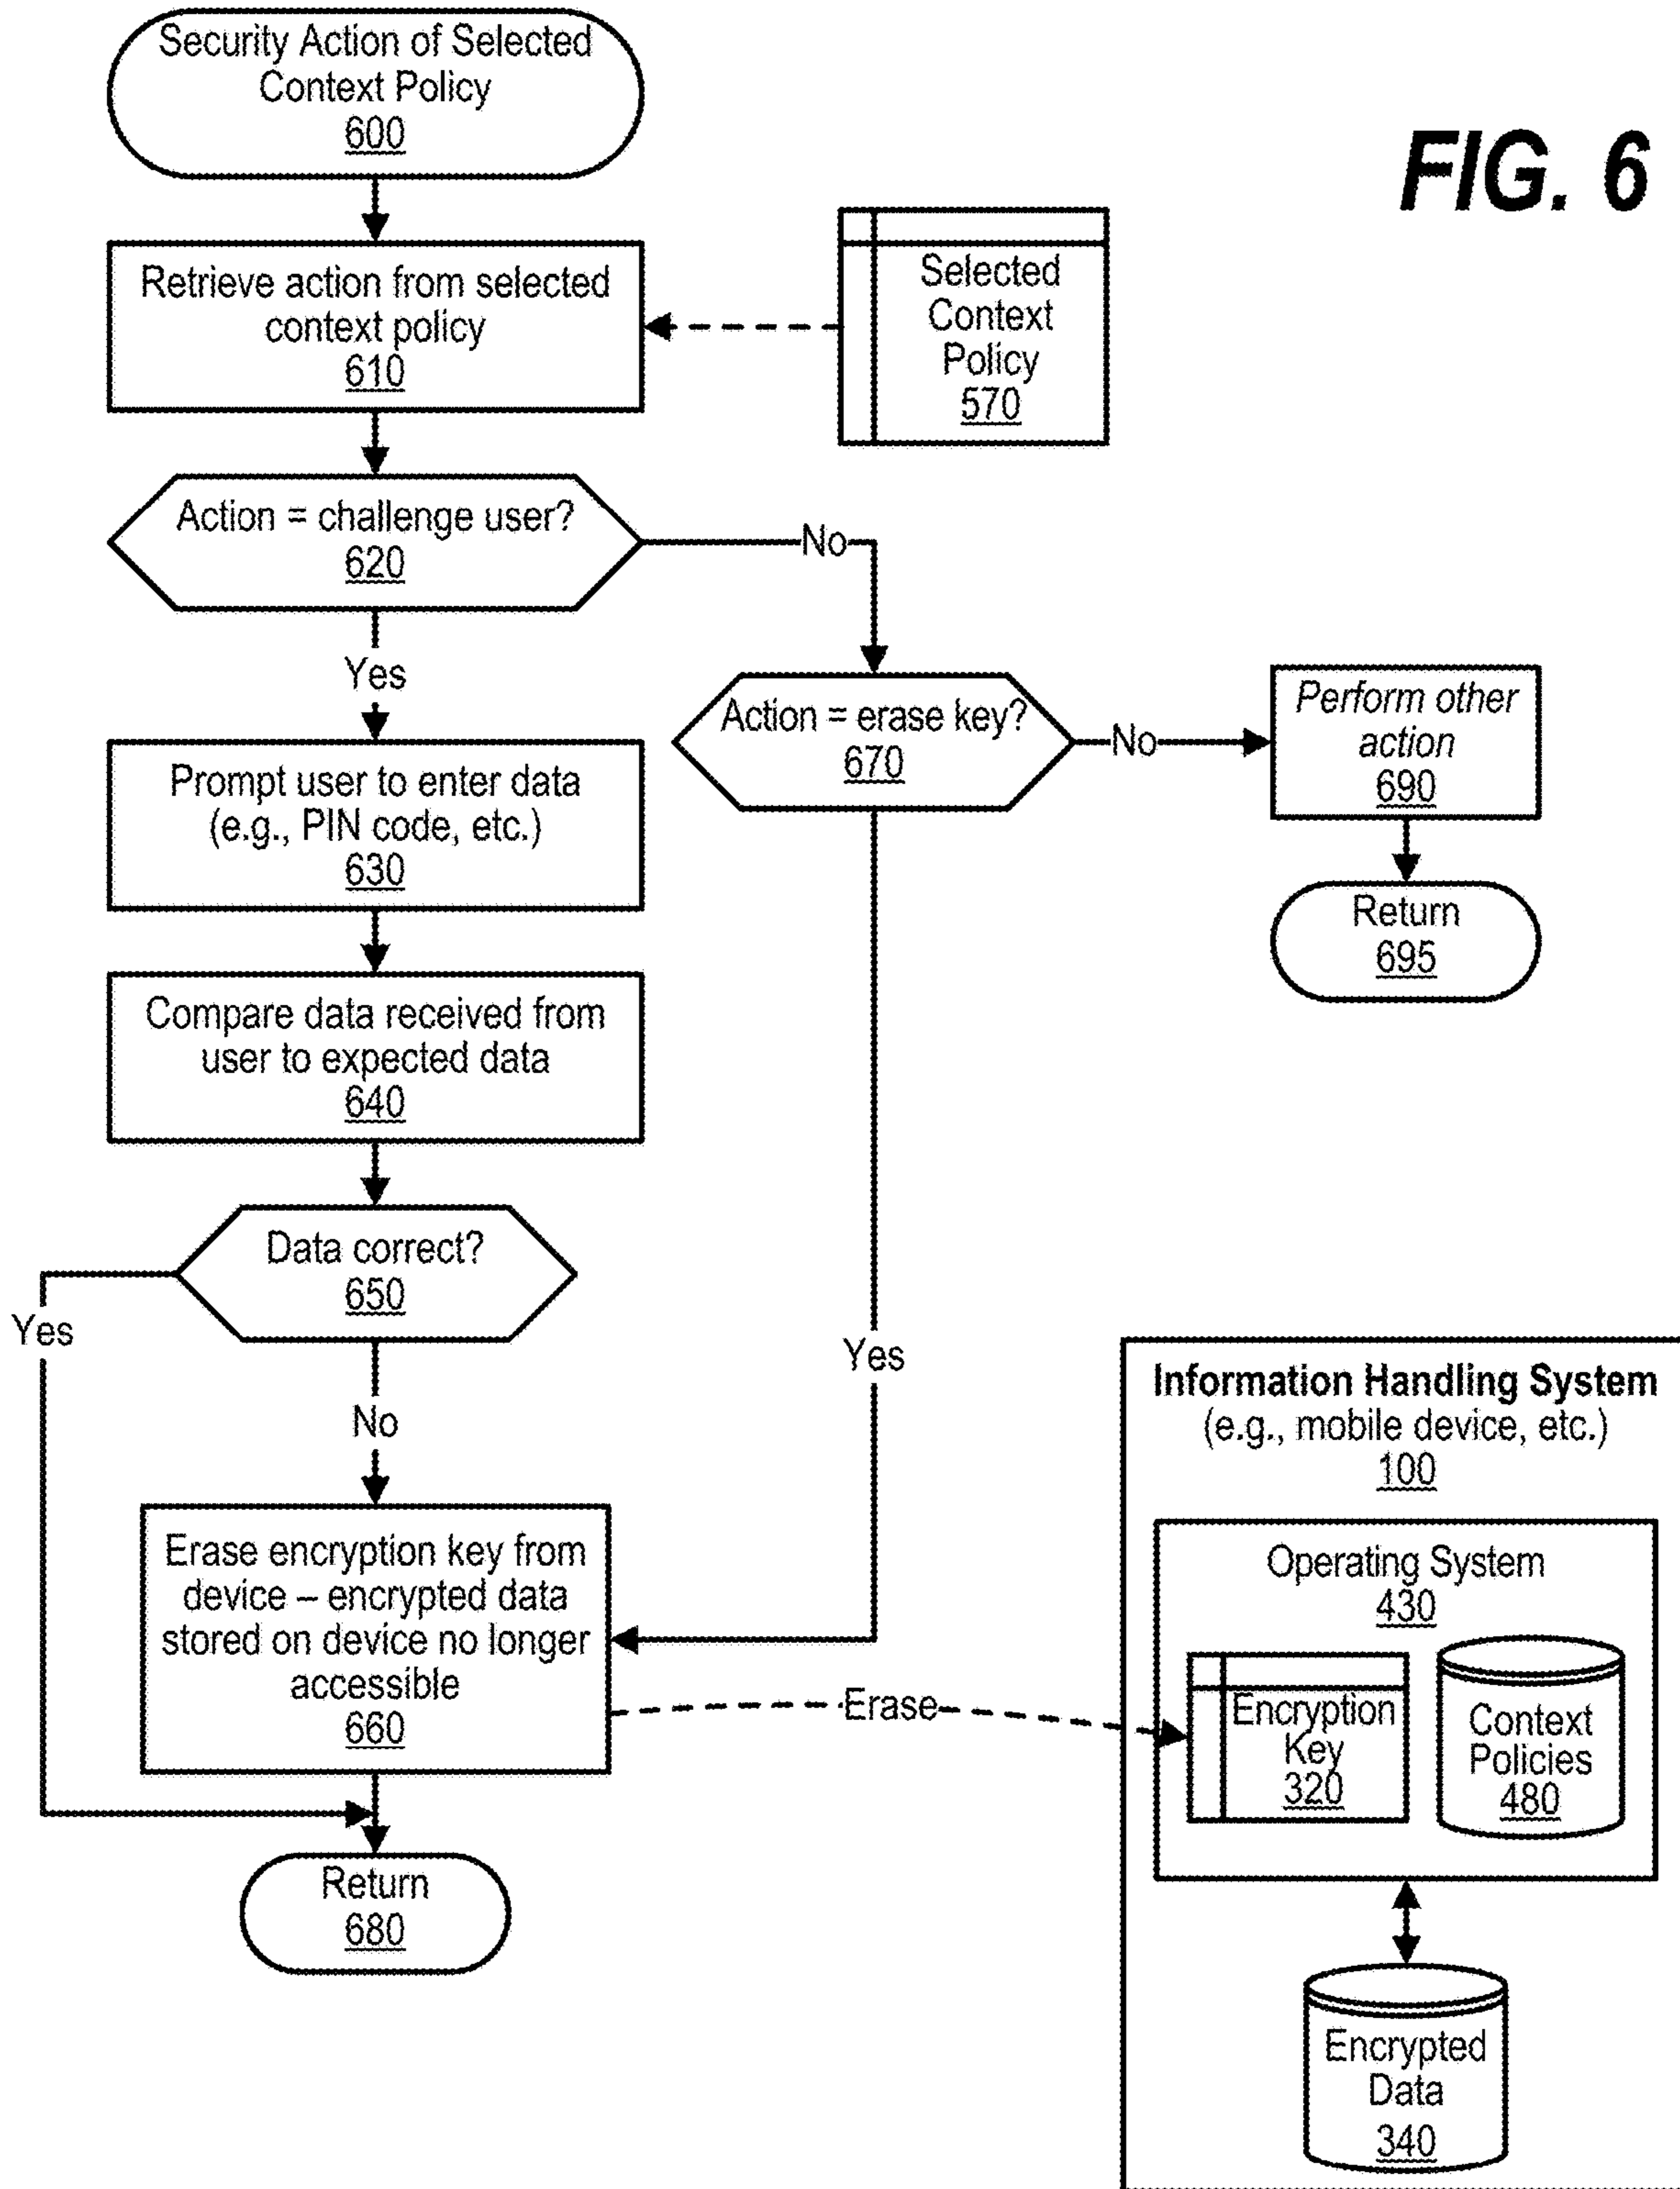 Security Action of Selected
Context Policy
600
FIG. 6
Retrieve action from selected
context policy
610
Selected
Context
Policy
570
Action = challenge user?
620
No
Yes
Action = erase key?
670
No
Perform other
action
690
Return
695
Prompt user to enter data
(e.g., PIN code, etc.)
630
Compare data received from
user to expected data
640
Data correct?
650
Yes
No
Yes
Erase encryption key from
device – encrypted data
stored on device no longer
accessible
660
Erase
Return
680
Information Handling System
(e.g., mobile device, etc.)
100
Operating System
430
Encryption
Key
320
Context
Policies
480
Encrypted
Data
340